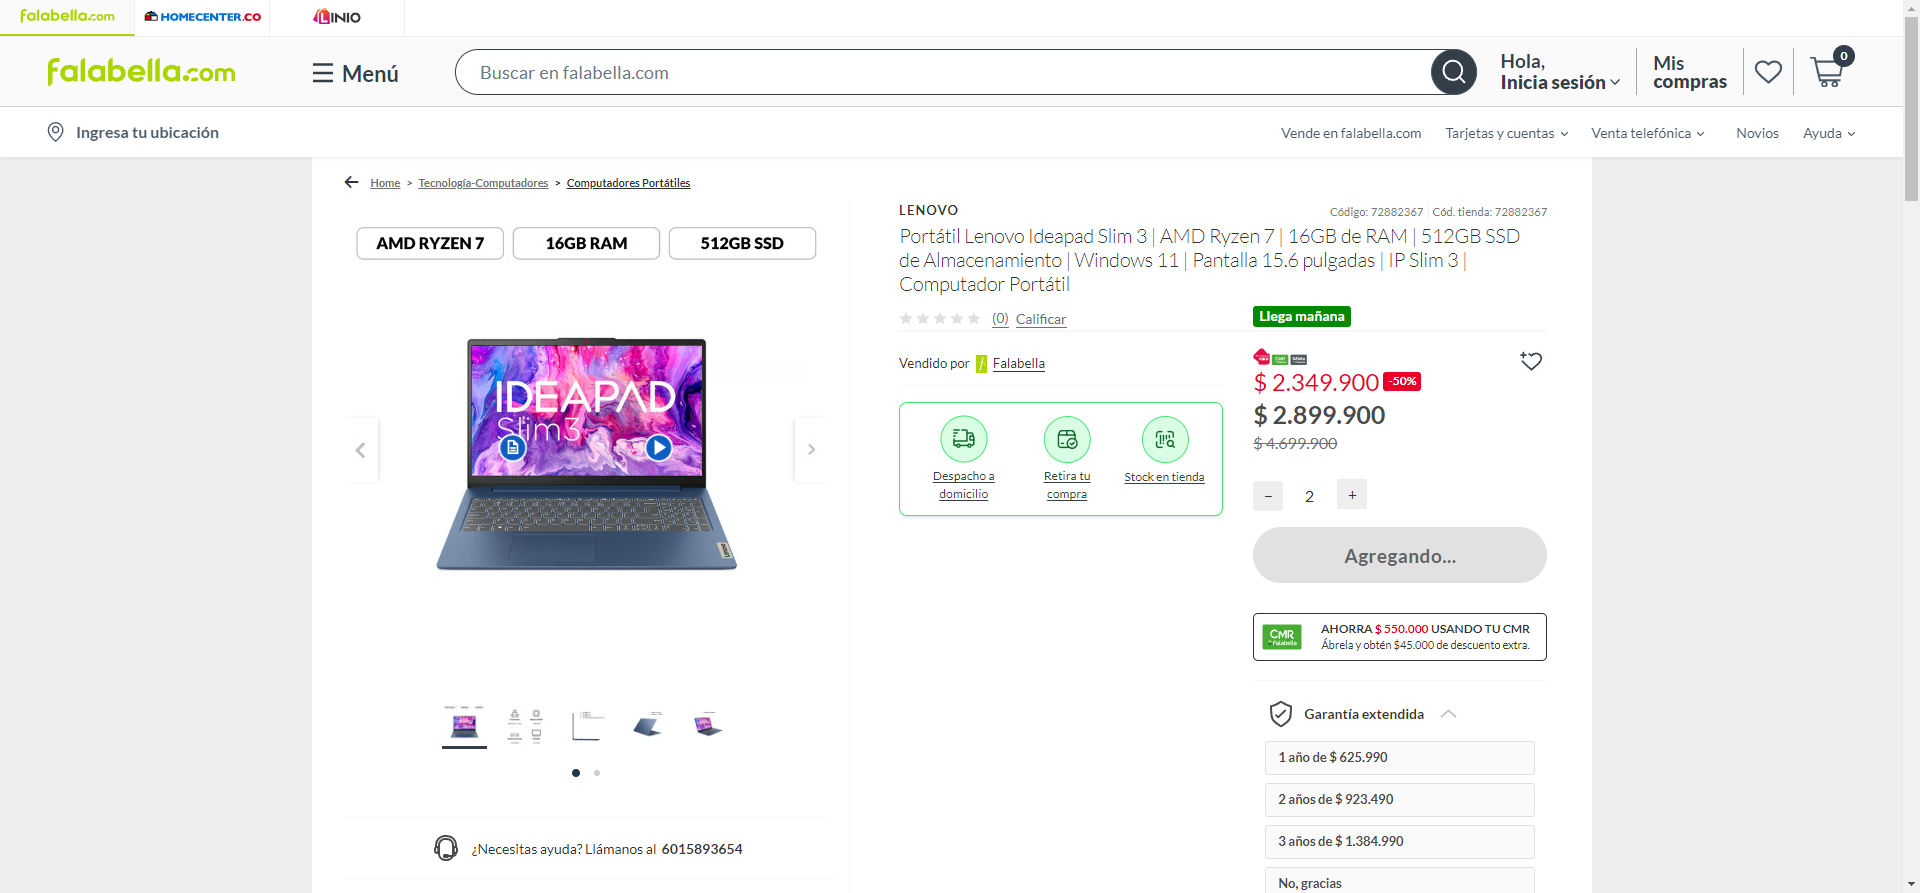 falabella.com
HOMECENTER.CO
LINIO
falabella.com
Menú
Buscar en falabella.com
Hola,
Inicia sesión
Mis
compras
0
Ingresa tu ubicación
Vende en falabella.com
Tarjetas y cuentas
Venta telefónica
Novios
Ayuda
Home > Tecnología-Computadores > Computadores Portátiles
AMD RYZEN 7
16GB RAM
512GB SSD
IDEAPAD
Slim3
Lenovo
¿Necesitas ayuda? Llámanos al 6015893654
LENOVO
Código: 72882367
Cód. tienda: 72882367
Portátil Lenovo Ideapad Slim 3 | AMD Ryzen 7 | 16GB de RAM | 512GB SSD
de Almacenamiento | Windows 11 | Pantalla 15.6 pulgadas | IP Slim 3 |
Computador Portátil
(0) Calificar
Llega mañana
Vendido por Falabella
Despacho a
domicilio
Retira tu
compra
Stock en tienda
$ 2.349.900 -50%
$ 2.899.900
$ 4.699.900
− 2 +
Agregando...
CMR
Falabella
AHORRA $ 550.000 USANDO TU CMR
Ábrela y obtén $45.000 de descuento extra.
Garantía extendida
1 año de $ 625.990
2 años de $ 923.490
3 años de $ 1.384.990
No, gracias